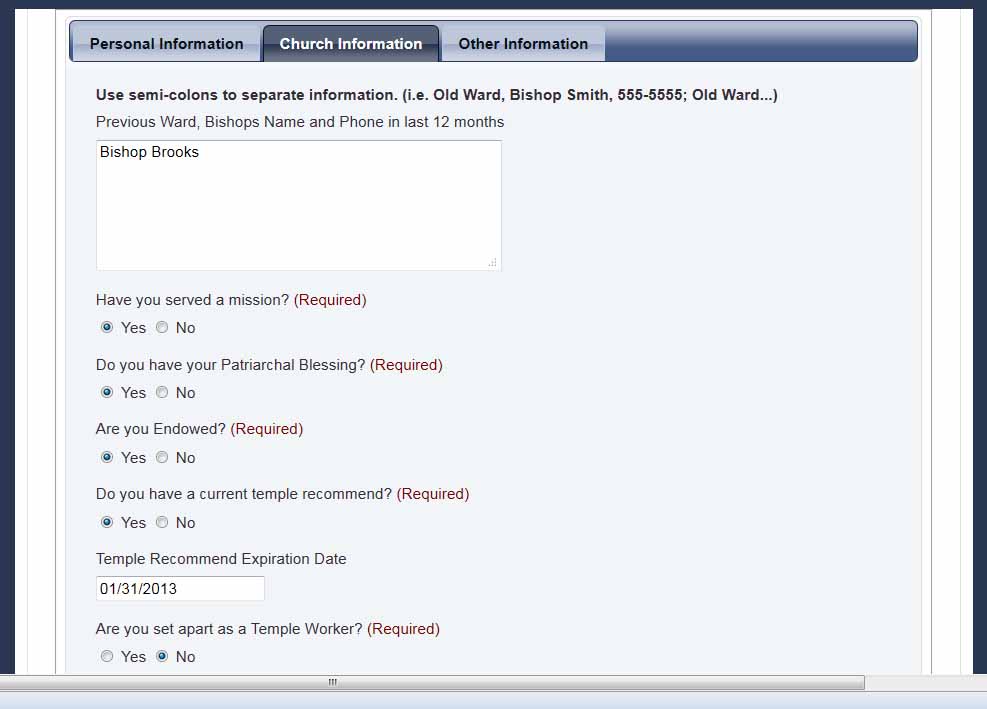 Personal Information Church Information Other Information
Use semi-colons to separate information. (i.e. Old Ward, Bishop Smith, 555-5555; Old Ward...)
Previous Ward, Bishops Name and Phone in last 12 months
Bishop Brooks
Have you served a mission? (Required)
Yes No
Do you have your Patriarchal Blessing? (Required)
Yes No
Are you Endowed? (Required)
Yes No
Do you have a current temple recommend? (Required)
Yes No
Temple Recommend Expiration Date
01/31/2013
Are you set apart as a Temple Worker? (Required)
Yes No